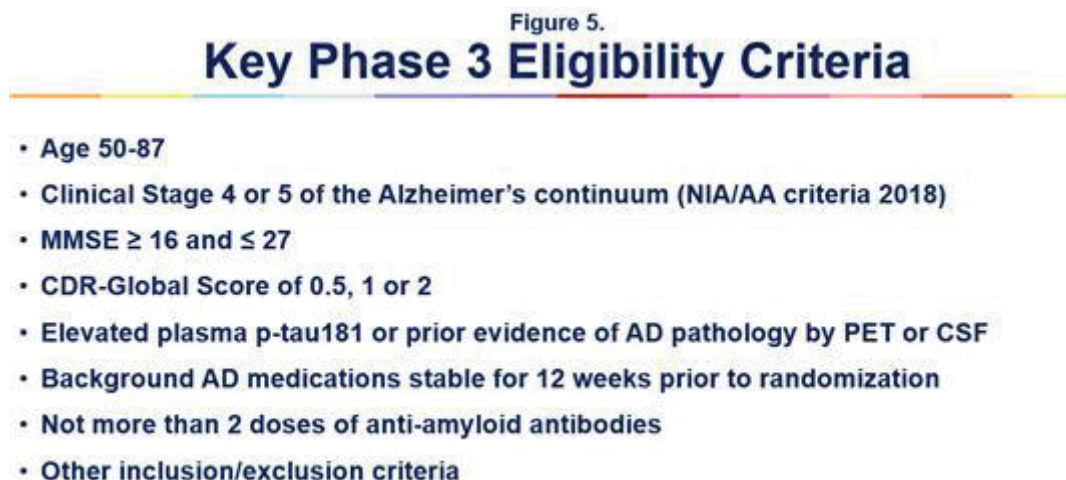 Figure 5.
Key Phase 3 Eligibility Criteria
• Age 50-87
• Clinical Stage 4 or 5 of the Alzheimer's continuum (NIA/AA criteria 2018)
• MMSE ≥ 16 and ≤ 27
• CDR-Global Score of 0.5, 1 or 2
• Elevated plasma p-tau181 or prior evidence of AD pathology by PET or CSF
• Background AD medications stable for 12 weeks prior to randomization
• Not more than 2 doses of anti-amyloid antibodies
• Other inclusion/exclusion criteria